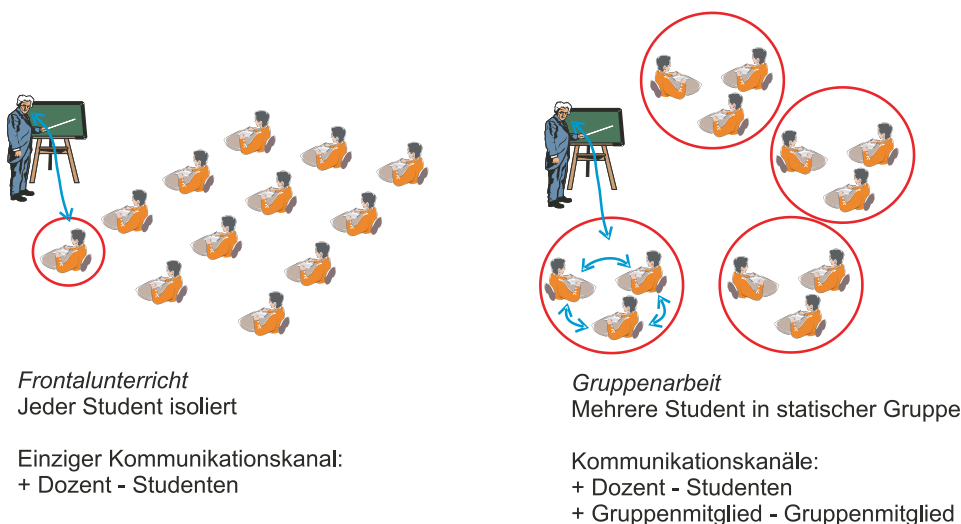 Frontalunterricht
Jeder Student isoliert
Einziger Kommunikationskanal:
+ Dozent - Studenten
Gruppenarbeit
Mehrere Student in statischer Gruppe
Kommunikationskanäle:
+ Dozent - Studenten
+ Gruppenmitglied - Gruppenmitglied